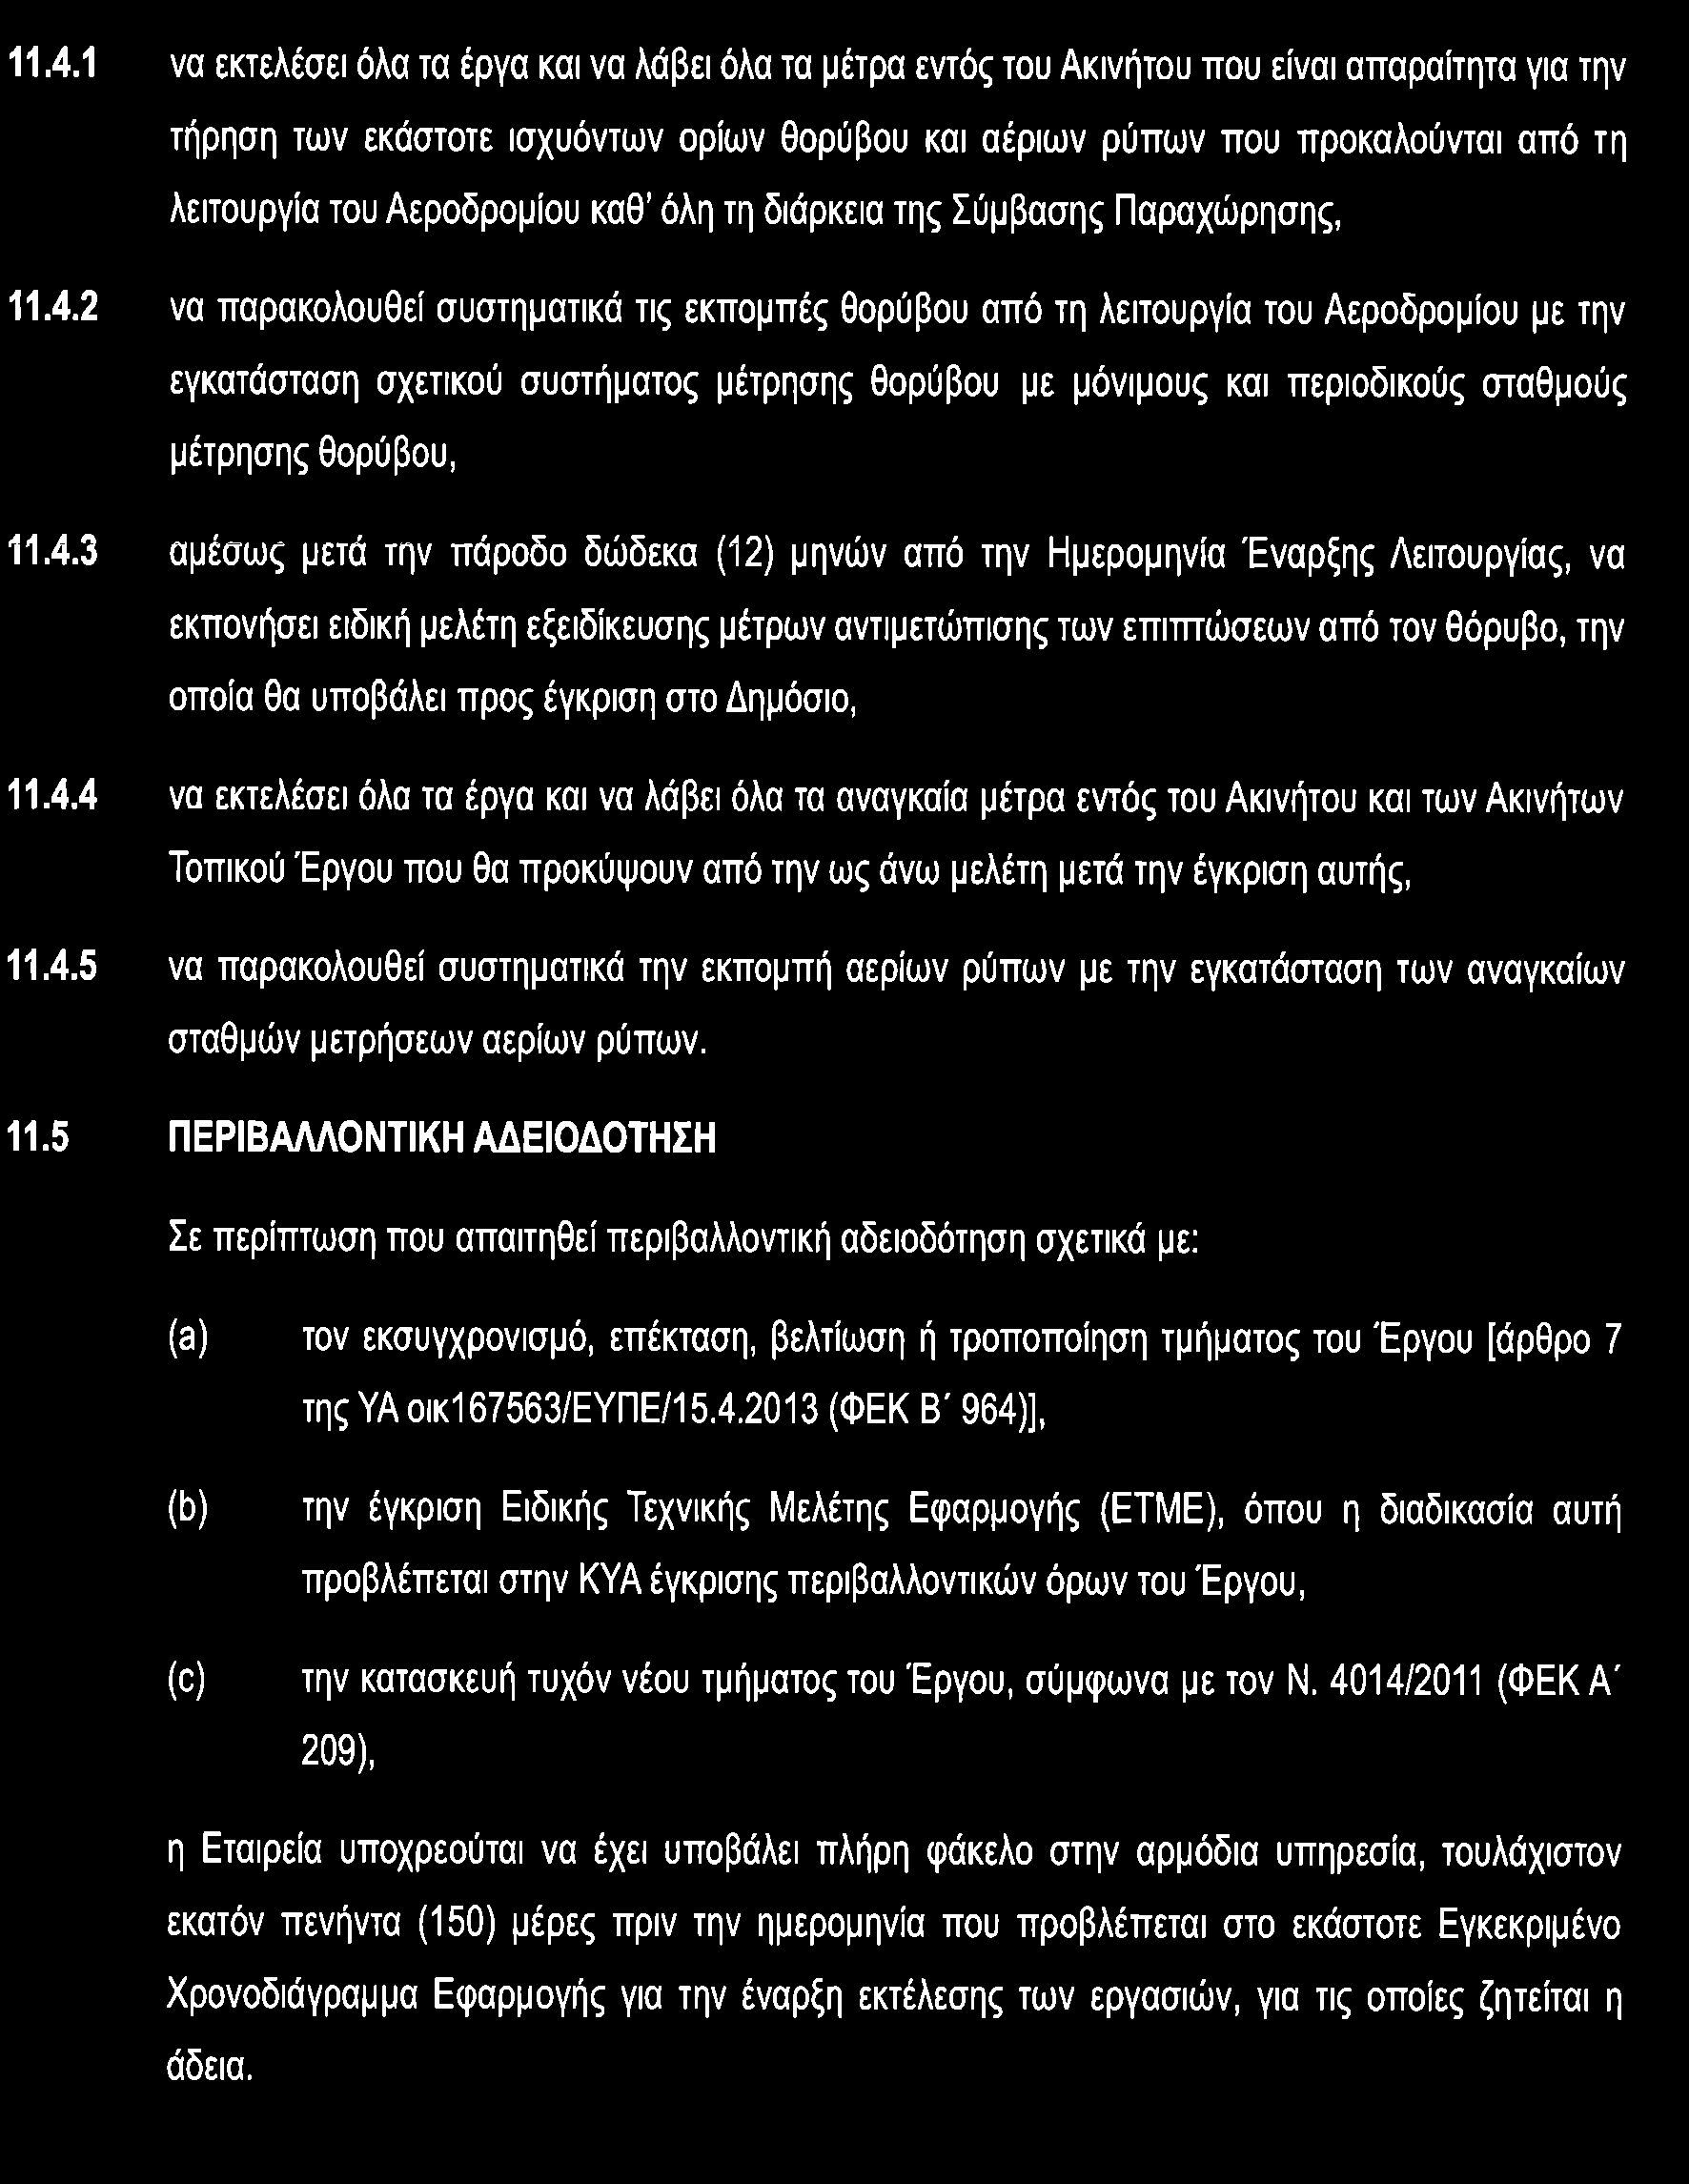 11.4.1 να εκτελέσει όλα τα έργα και να λάβει όλα τα μέτρα εντός του Ακινήτου που είναι απαραίτητα για την
τήρηση των εκάστοτε ισχυόντων ορίων θορύβου και αέριων ρύπων που προκαλούνται από τη
λειτουργία του Αεροδρομίου καθ’ όλη τη διάρκεια της Σύμβασης Παραχώρησης,
11.4.2 να παρακολουθεί συστηματικά τις εκπομπές θορύβου από τη λειτουργία του Αεροδρομίου με την
εγκατάσταση σχετικού συστήματος μέτρησης θορύβου με μόνιμους και περιοδικούς σταθμούς
μέτρησης θορύβου,
11.4.3 αμέσως μετά την πάροδο δώδεκα (12) μηνών από την Ημερομηνία Έναρξης Λειτουργίας, να
εκπονήσει ειδική μελέτη εξειδίκευσης μέτρων αντιμετώπισης των επιπτώσεων από τον θόρυβο, την
οποία θα υποβάλει προς έγκριση στο Δημόσιο,
11.4.4 να εκτελέσει όλα τα έργα και να λάβει όλα τα αναγκαία μέτρα εντός του Ακινήτου και των Ακινήτων
Τοπικού Έργου που θα προκύψουν από την ως άνω μελέτη μετά την έγκριση αυτής,
11.4.5 να παρακολουθεί συστηματικά την εκπομπή αερίων ρύπων με την εγκατάσταση των αναγκαίων
σταθμών μετρήσεων αερίων ρύπων.
11.5 ΠΕΡΙΒΑΛΛΟΝΤΙΚΗ ΑΔΕΙΟΔΟΤΗΣΗ
Σε περίπτωση που απαιτηθεί περιβαλλοντική αδειοδότηση σχετικά με:
(a) τον εκσυγχρονισμό, επέκταση, βελτίωση ή τροποποίηση τμήματος του Έργου [άρθρο 7
της ΥΑ οικ167563/ΕΥΠΕ/15.4.2013 (ΦΕΚ Β΄ 964)],
(b) την έγκριση Ειδικής Τεχνικής Μελέτης Εφαρμογής (ΕΤΜΕ), όπου η διαδικασία αυτή
προβλέπεται στην ΚΥΑ έγκρισης περιβαλλοντικών όρων του Έργου,
(c) την κατασκευή τυχόν νέου τμήματος του Έργου, σύμφωνα με τον Ν. 4014/2011 (ΦΕΚ Α΄
209),
η Εταιρεία υποχρεούται να έχει υποβάλει πλήρη φάκελο στην αρμόδια υπηρεσία, τουλάχιστον
εκατόν πενήντα (150) μέρες πριν την ημερομηνία που προβλέπεται στο εκάστοτε Εγκεκριμένο
Χρονοδιάγραμμα Εφαρμογής για την έναρξη εκτέλεσης των εργασιών, για τις οποίες ζητείται η
άδεια.